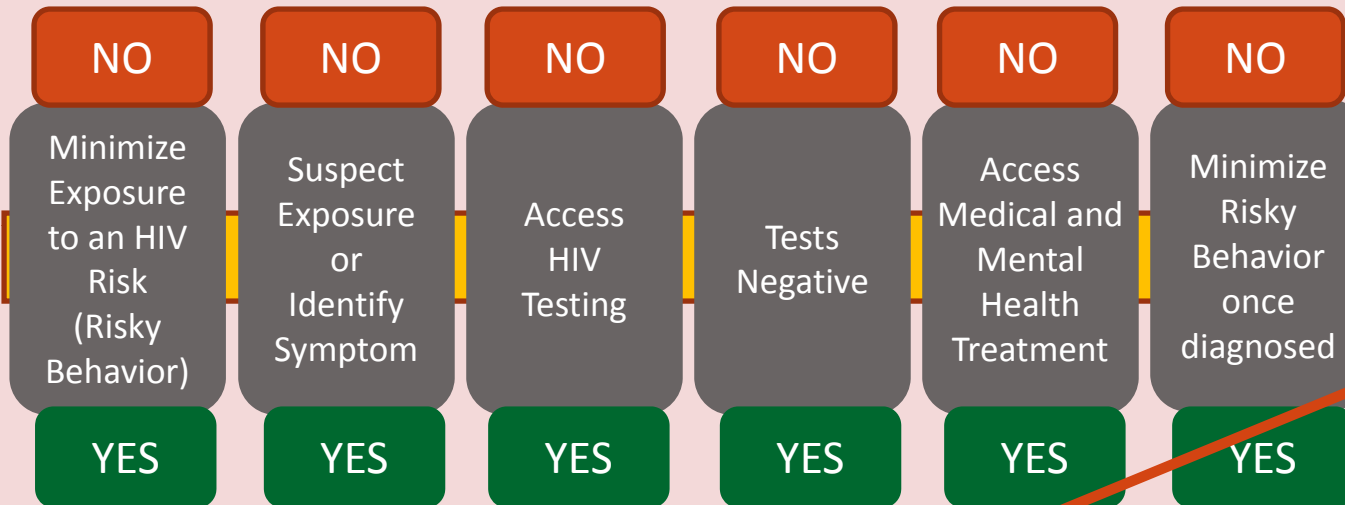 NO
NO
NO
NO
NO
NO
Minimize
Exposure
to an HIV
Risk
(Risky
Behavior)
Suspect
Exposure
or
Identify
Symptom
Access
HIV
Testing
Tests
Negative
Access
Medical and
Mental
Health
Treatment
Minimize
Risky
Behavior
once
diagnosed
YES
YES
YES
YES
YES
YES